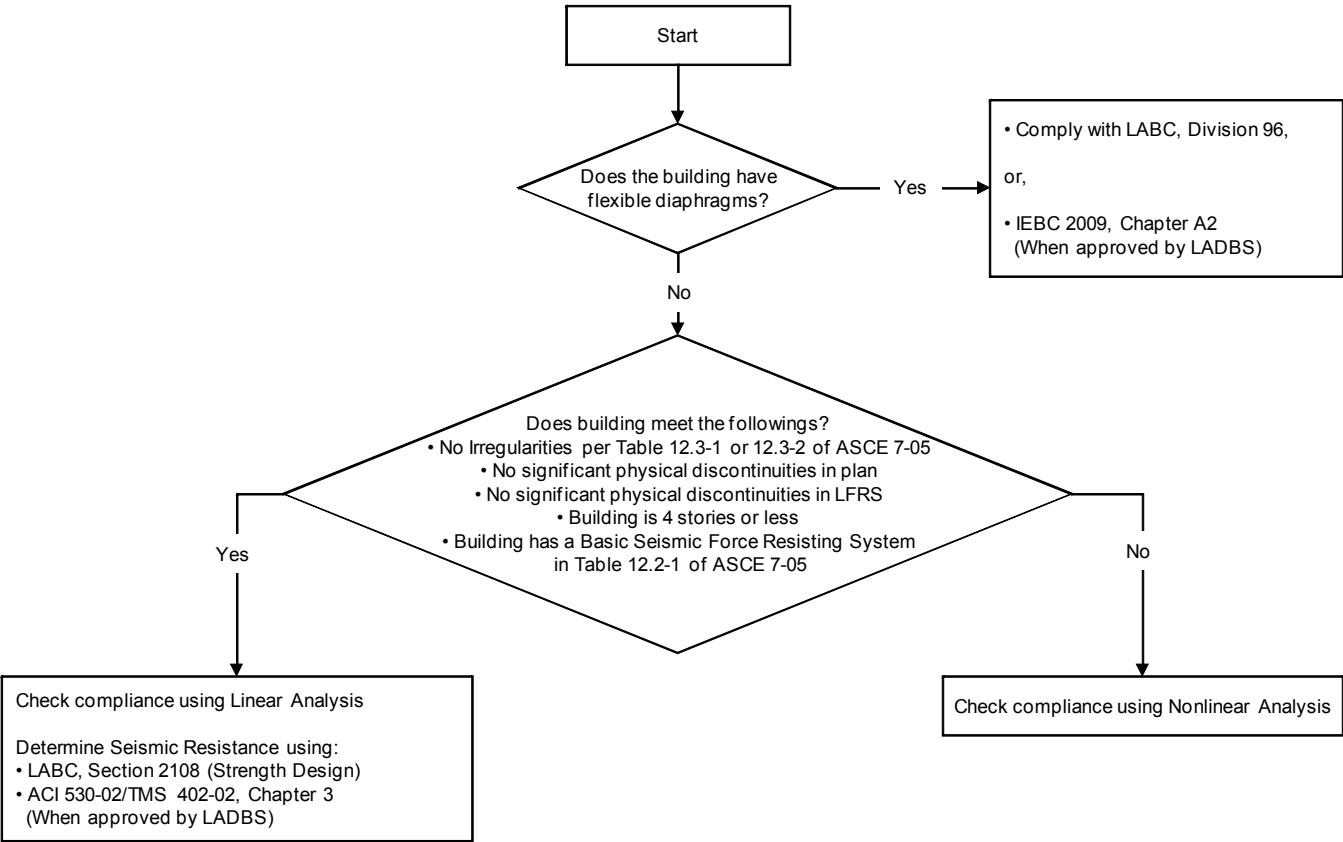 Start
Does the building have
flexible diaphragms?
Yes
• Comply with LABC, Division 96,
or,
• IEBC 2009, Chapter A2
(When approved by LADBS)
No
Does building meet the followings?
• No Irregularities per Table 12.3-1 or 12.3-2 of ASCE 7-05
• No significant physical discontinuities in plan
• No significant physical discontinuities in LFRS
• Building is 4 stories or less
• Building has a Basic Seismic Force Resisting System
in Table 12.2-1 of ASCE 7-05
Yes
No
Check compliance using Linear Analysis
Determine Seismic Resistance using:
• LABC, Section 2108 (Strength Design)
• ACI 530-02/TMS 402-02, Chapter 3
(When approved by LADBS)
Check compliance using Nonlinear Analysis